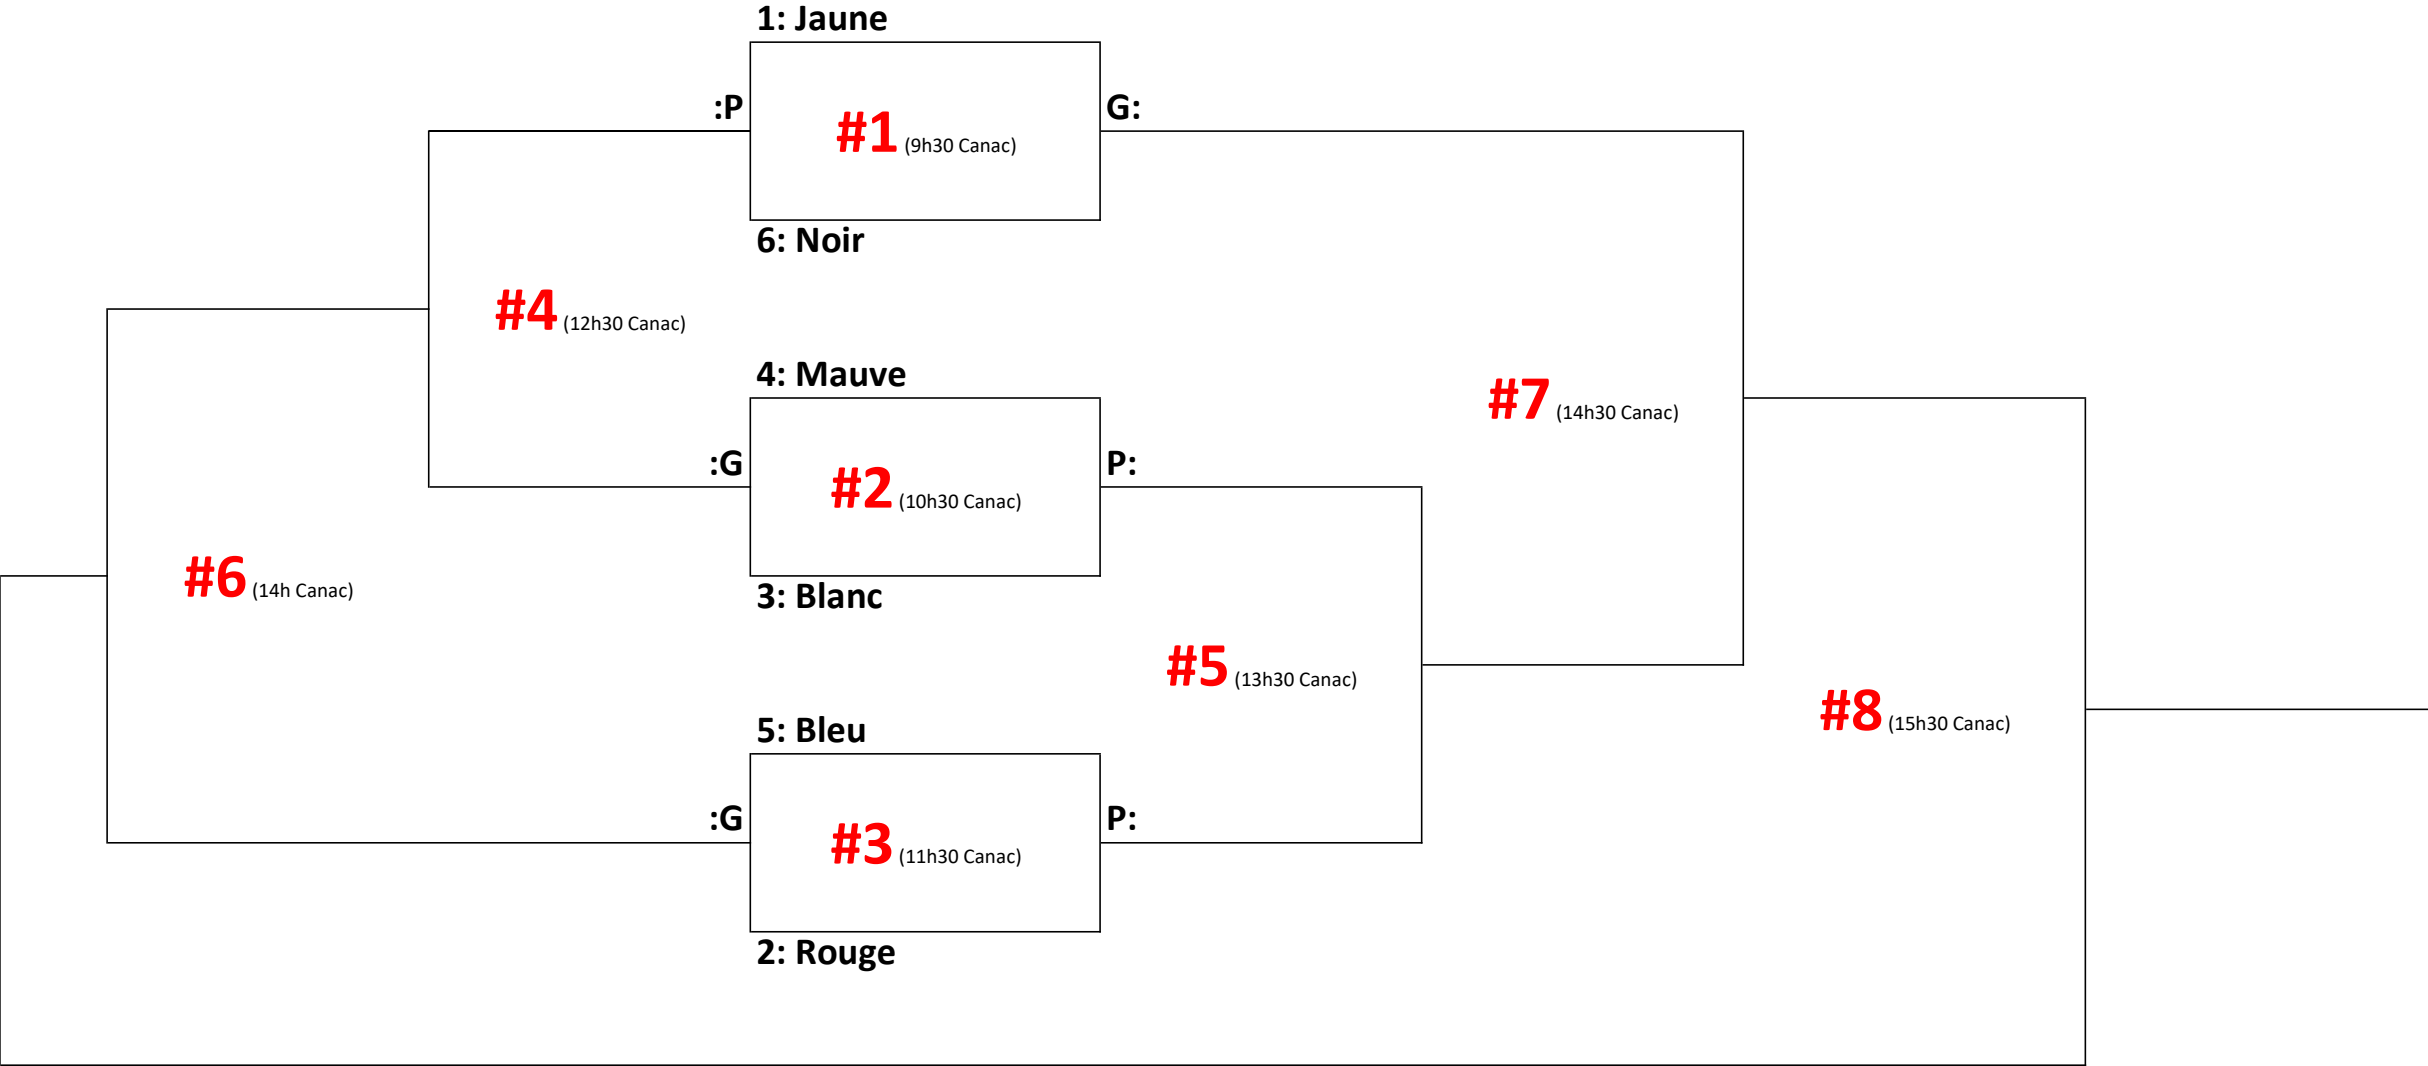 1: Jaune
:P
G:
#1 (9h30 Canac)
6: Noir
#4 (12h30 Canac)
4: Mauve
#7 (14h30 Canac)
:G
P:
#2 (10h30 Canac)
#6 (14h Canac)
3: Blanc
#5 (13h30 Canac)
#8 (15h30 Canac)
5: Bleu
:G
P:
#3 (11h30 Canac)
2: Rouge